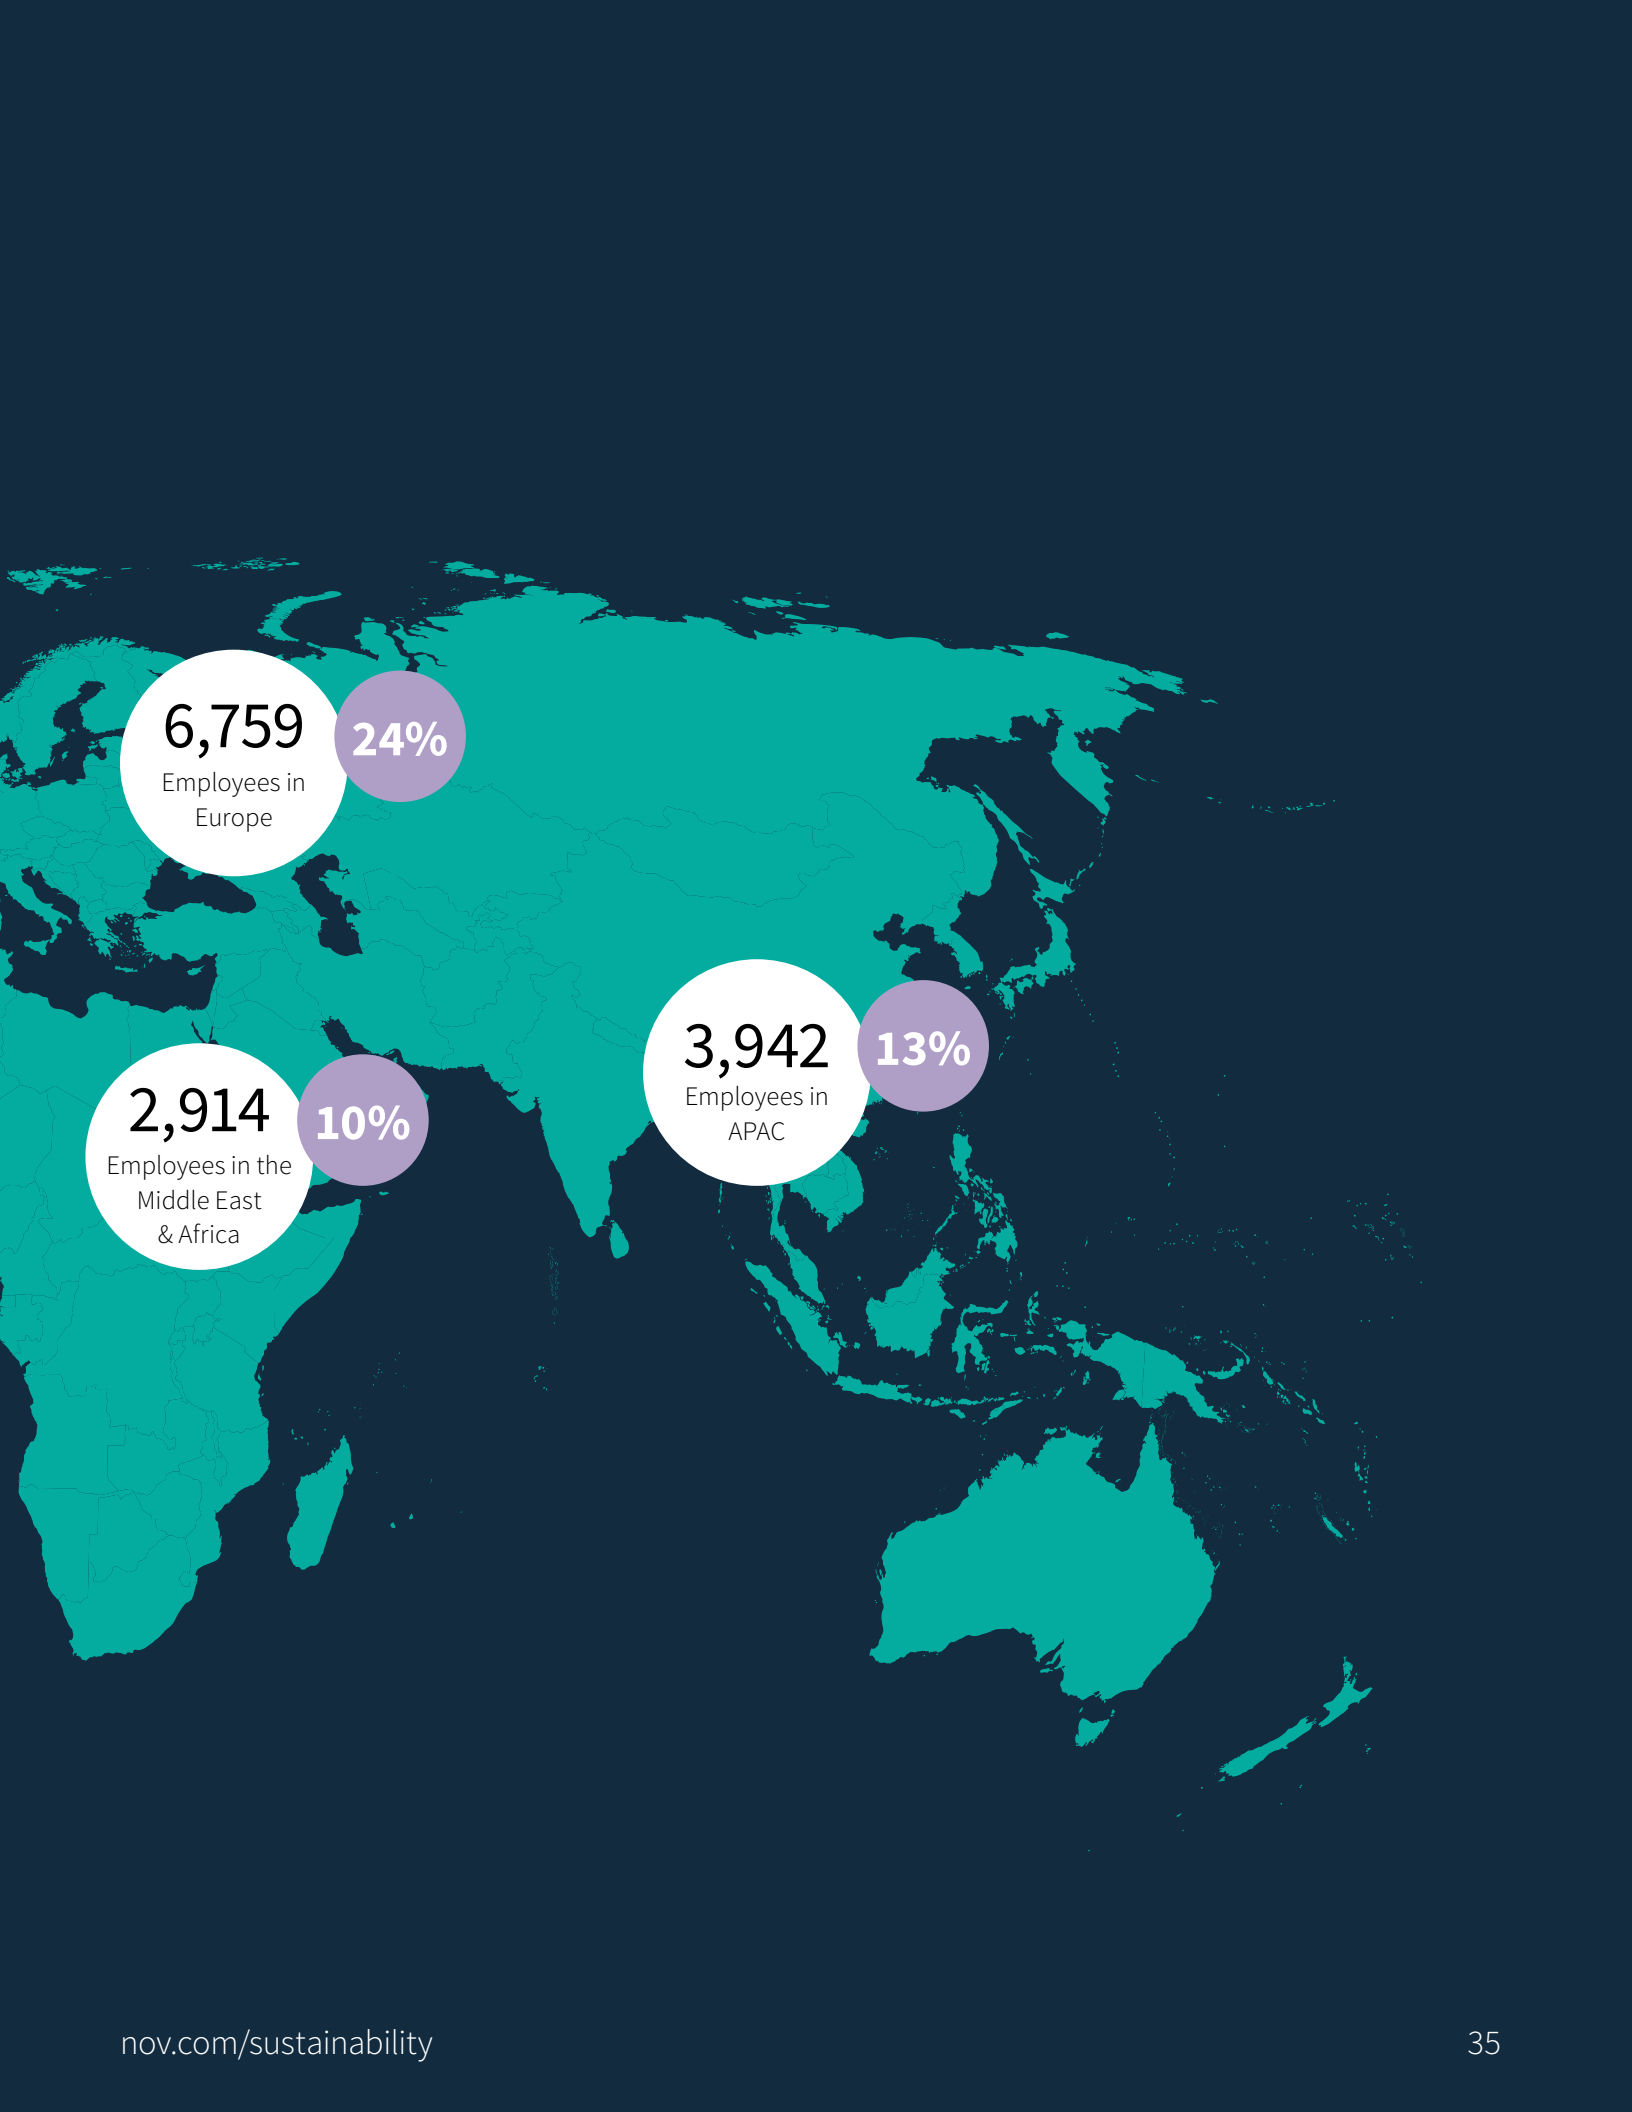 6,759
Employees in
Europe
24%
3,942
Employees in
APAC
13%
2,914
Employees in the
Middle East
& Africa
10%
nov.com/sustainability
35